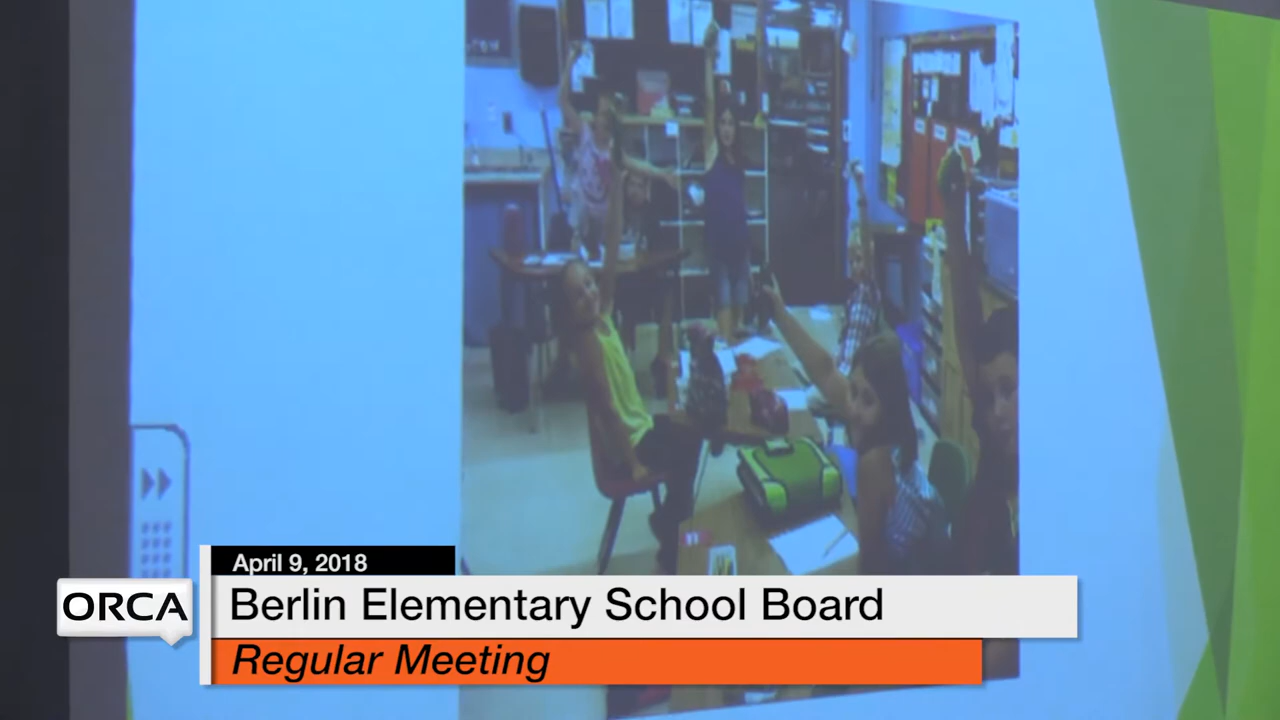 April 9, 2018
Berlin Elementary School Board
ORCA
Regular Meeting